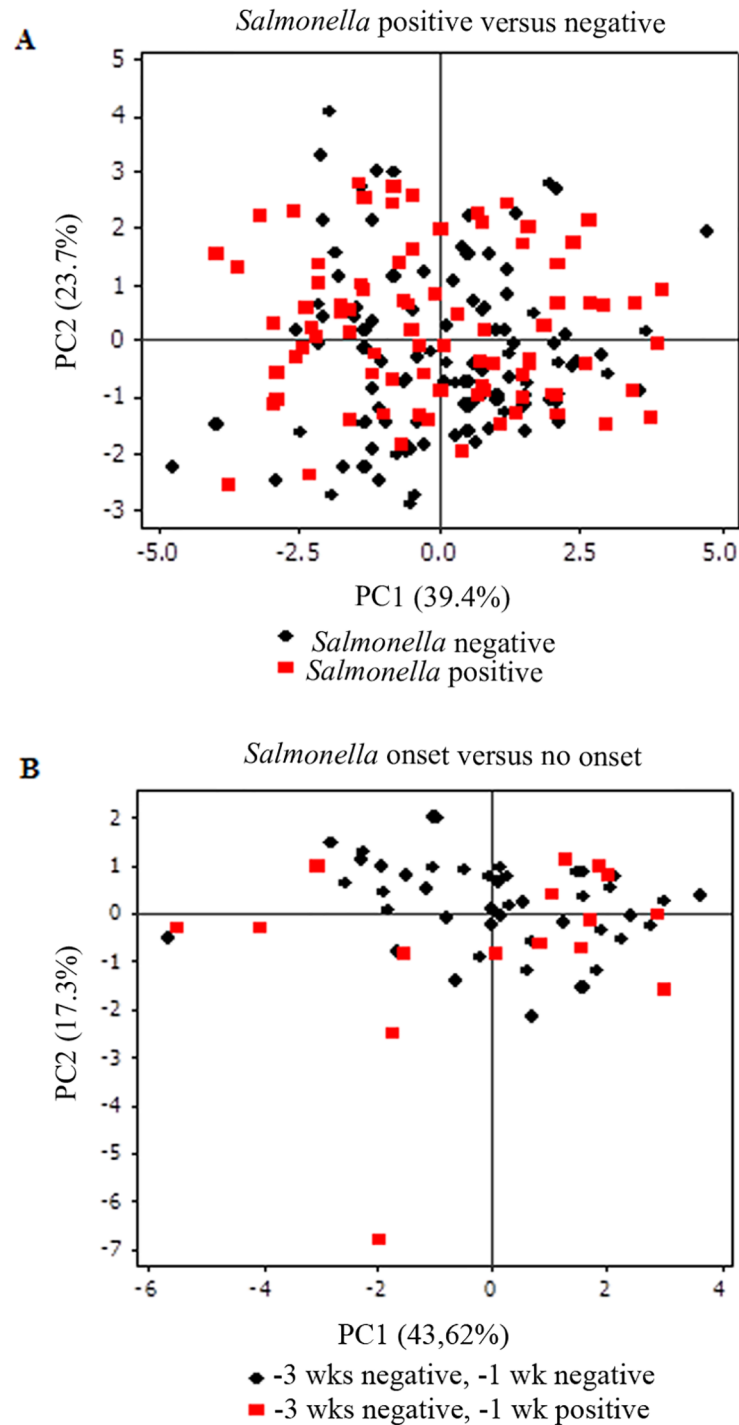 A
Salmonella positive versus negative
5
4
3
2
1
0
-1
-2
-3
PC2 (23.7%)
-5.0 -2.5 0.0 2.5 5.0
PC1 (39.4%)
Salmonella negative
Salmonella positive
B
Salmonella onset versus no onset
2
1
0
-1
-2
-3
-4
-5
-6
-7
PC2 (17.3%)
-6 -4 -2 0 2 4
PC1 (43,62%)
-3 wks negative, -1 wk negative
-3 wks negative, -1 wk positive